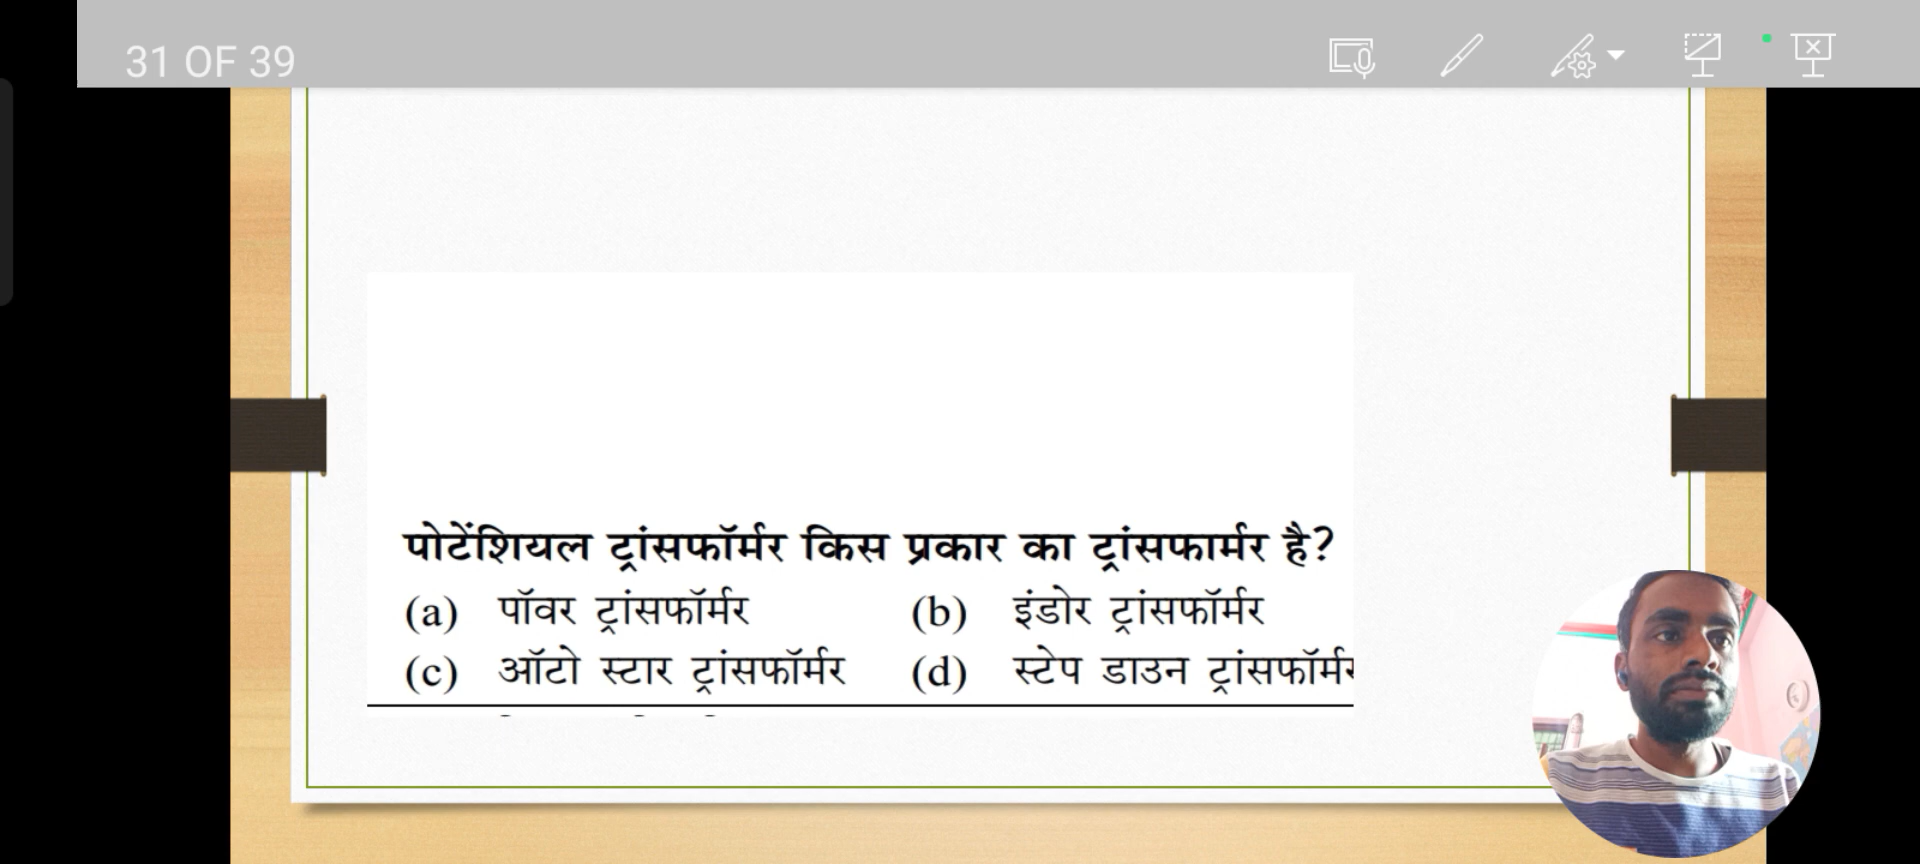 31 OF 39
पोटेंशियल ट्रांसफॉर्मर किस प्रकार का ट्रांसफार्मर है?
(a) पॉवर ट्रांसफॉर्मर (b) इंडोर ट्रांसफॉर्मर
(c) ऑटो स्टार ट्रांसफॉर्मर (d) स्टेप डाउन ट्रांसफॉर्मर